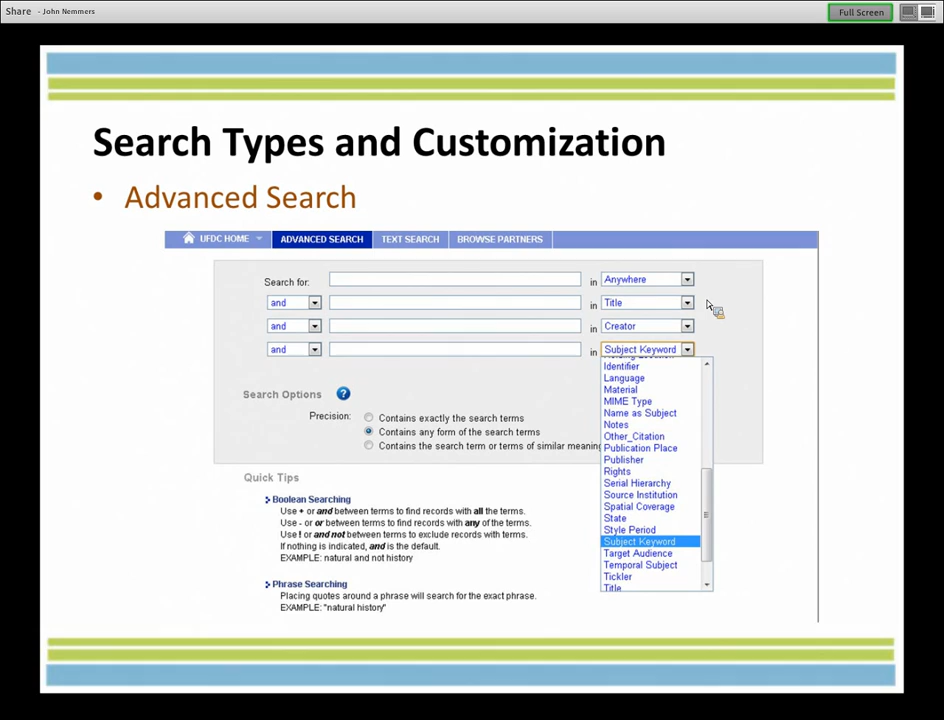 Share - John Nemmers
Full Screen
Search Types and Customization
• Advanced Search
UFDC HOME ADVANCED SEARCH TEXT SEARCH BROWSE PARTNERS
Search for: in Anywhere
and in Title
and in Creator
and in Subject Keyword
Identifier
Language
Material
MIME Type
Name as Subject
Notes
Other_Citation
Publication Place
Publisher
Rights
Serial Hierarchy
Source Institution
Spatial Coverage
State
Style Period
Subject Keyword
Target Audience
Temporal Subject
Tickler
Title
Search Options ?
Precision: Contains exactly the search terms
Contains any form of the search terms
Contains the search term or terms of similar meaning
Quick Tips
Boolean Searching
Use + or and between terms to find records with all the terms.
Use - or or between terms to find records with any of the terms.
Use ! or and not between terms to exclude records with terms.
If nothing is indicated, and is the default.
EXAMPLE: natural and not history
Phrase Searching
Placing quotes around a phrase will search for the exact phrase.
EXAMPLE: "natural history"